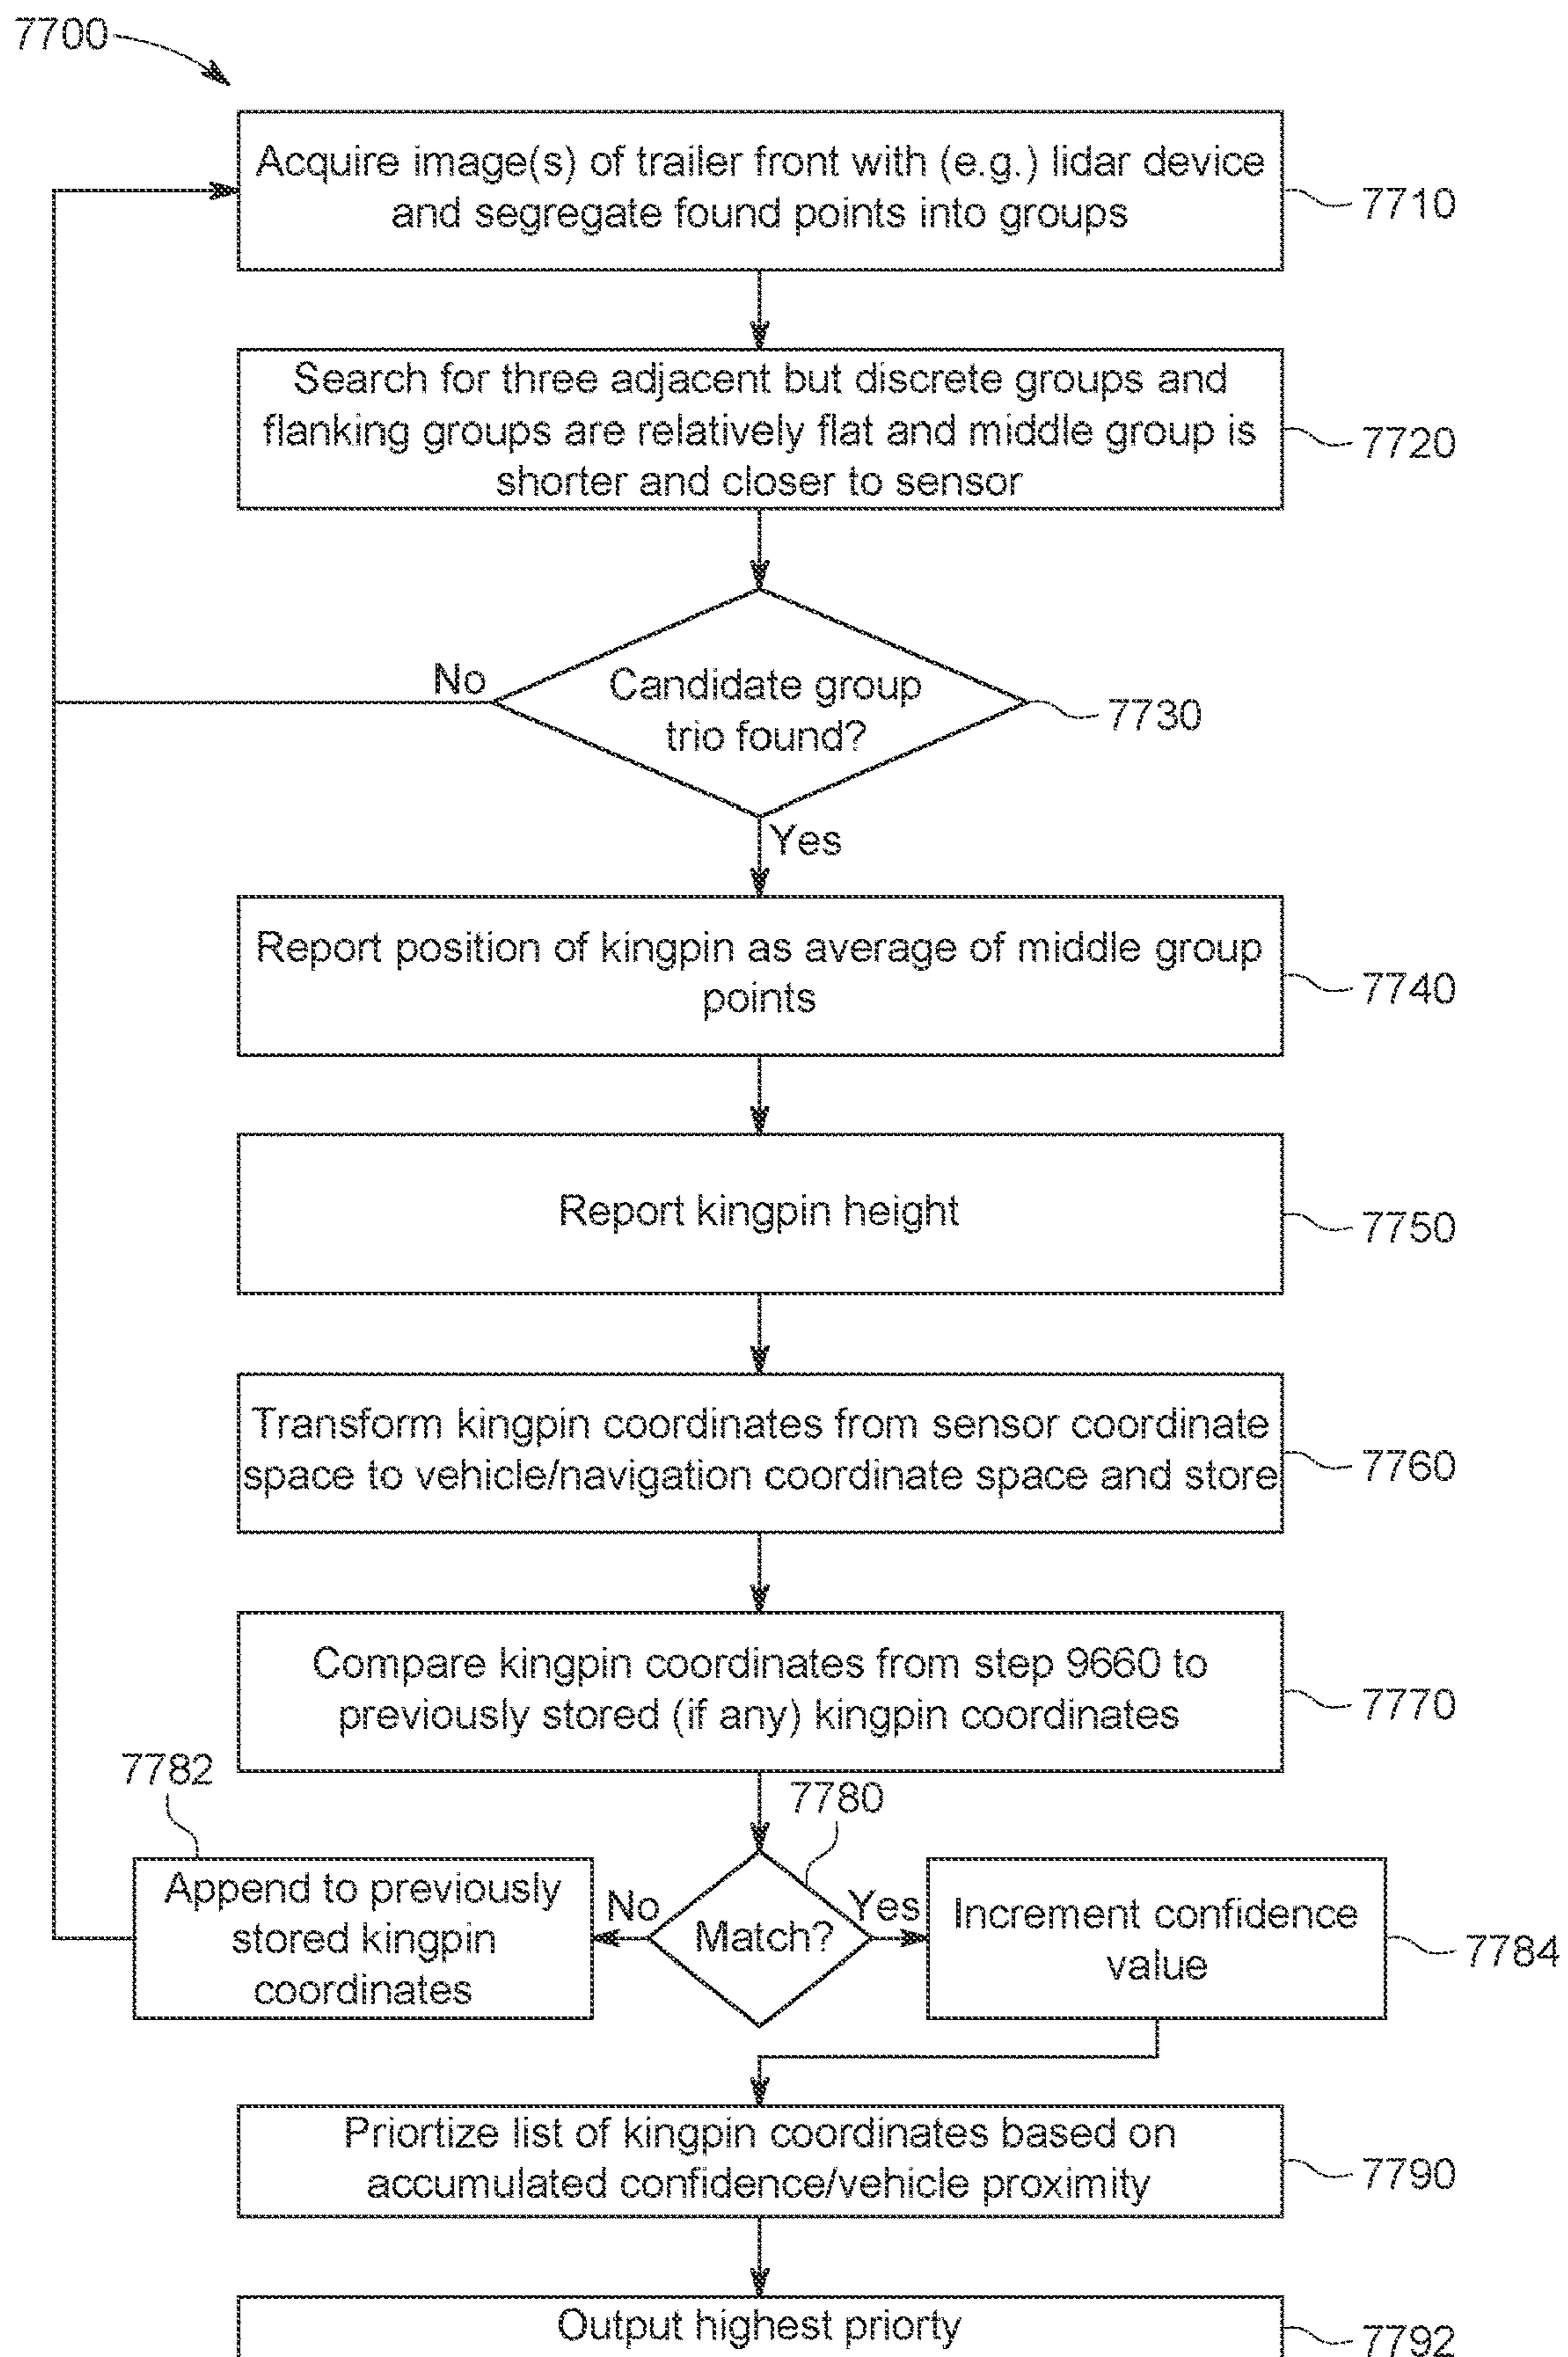 7700
Acquire image(s) of trailer front with (e.g.) lidar device
and segregate found points into groups
7710
Search for three adjacent but discrete groups and
flanking groups are relatively flat and middle group is
shorter and closer to sensor
7720
Candidate group
trio found?
No
7730
Yes
Report position of kingpin as average of middle group
points
7740
Report kingpin height
7750
Transform kingpin coordinates from sensor coordinate
space to vehicle/navigation coordinate space and store
7760
Compare kingpin coordinates from step 9660 to
previously stored (if any) kingpin coordinates
7770
7782
7780
Append to previously
stored kingpin
coordinates
No
Match?
Yes
Increment confidence
value
7784
Priortize list of kingpin coordinates based on
accumulated confidence/vehicle proximity
7790
Output highest priorty
7792